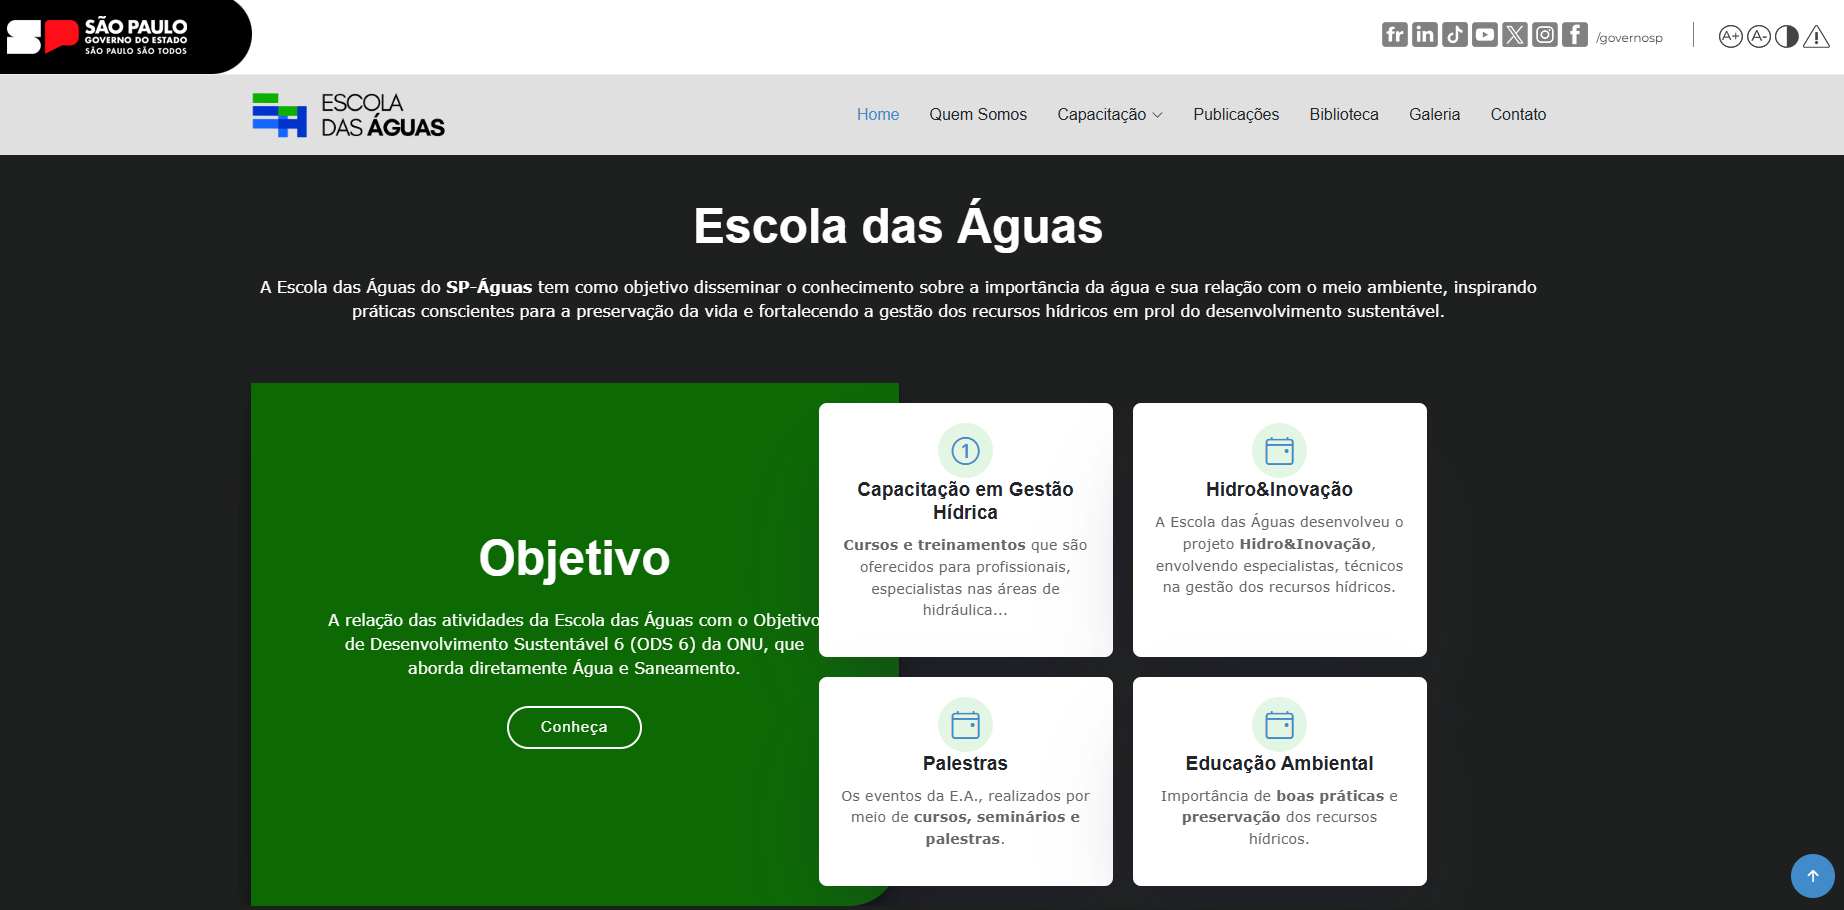 SÃO PAULO
GOVERNO DO ESTADO
SÃO PAULO SÃO TODOS
/governosp
A+ A-
ESCOLA
DAS ÁGUAS
Home Quem Somos Capacitação Publicações Biblioteca Galeria Contato
Escola das Águas
A Escola das Águas do SP-Águas tem como objetivo disseminar o conhecimento sobre a importância da água e sua relação com o meio ambiente, inspirando
práticas conscientes para a preservação da vida e fortalecendo a gestão dos recursos hídricos em prol do desenvolvimento sustentável.
Objetivo
A relação das atividades da Escola das Águas com o Objetivo
de Desenvolvimento Sustentável 6 (ODS 6) da ONU, que
aborda diretamente Água e Saneamento.
Conheça
1
Capacitação em Gestão
Hídrica
Cursos e treinamentos que são
oferecidos para profissionais,
especialistas nas áreas de
hidráulica...
Hidro&Inovação
A Escola das Águas desenvolveu o
projeto Hidro&Inovação,
envolvendo especialistas, técnicos
na gestão dos recursos hídricos.
Palestras
Os eventos da E.A., realizados por
meio de cursos, seminários e
palestras.
Educação Ambiental
Importância de boas práticas e
preservação dos recursos
hídricos.